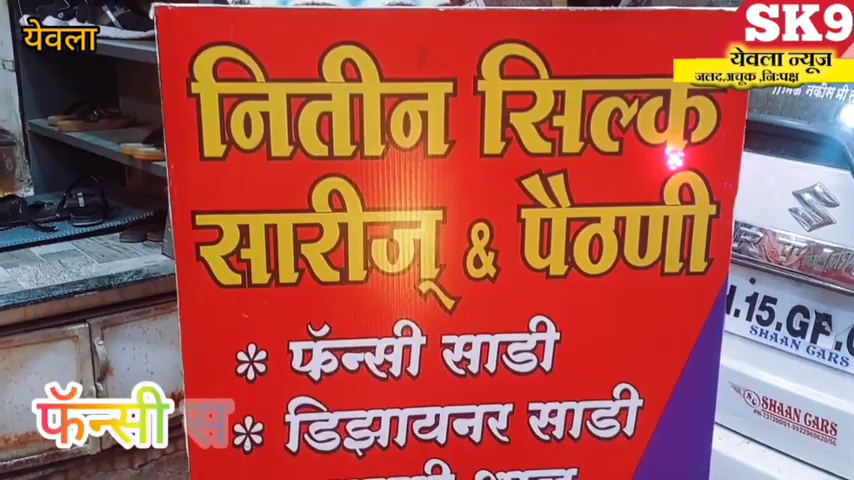 येवला
SK9
येवला न्यूज
जलद,अचूक,निःपक्ष
नितीन सिल्क
सारीज् & पैठणी
* फॅन्सी साडी
* डिझायनर साडी
फॅन्सी स
.15.GF.
SHAAN CARS
SHAAN CARS